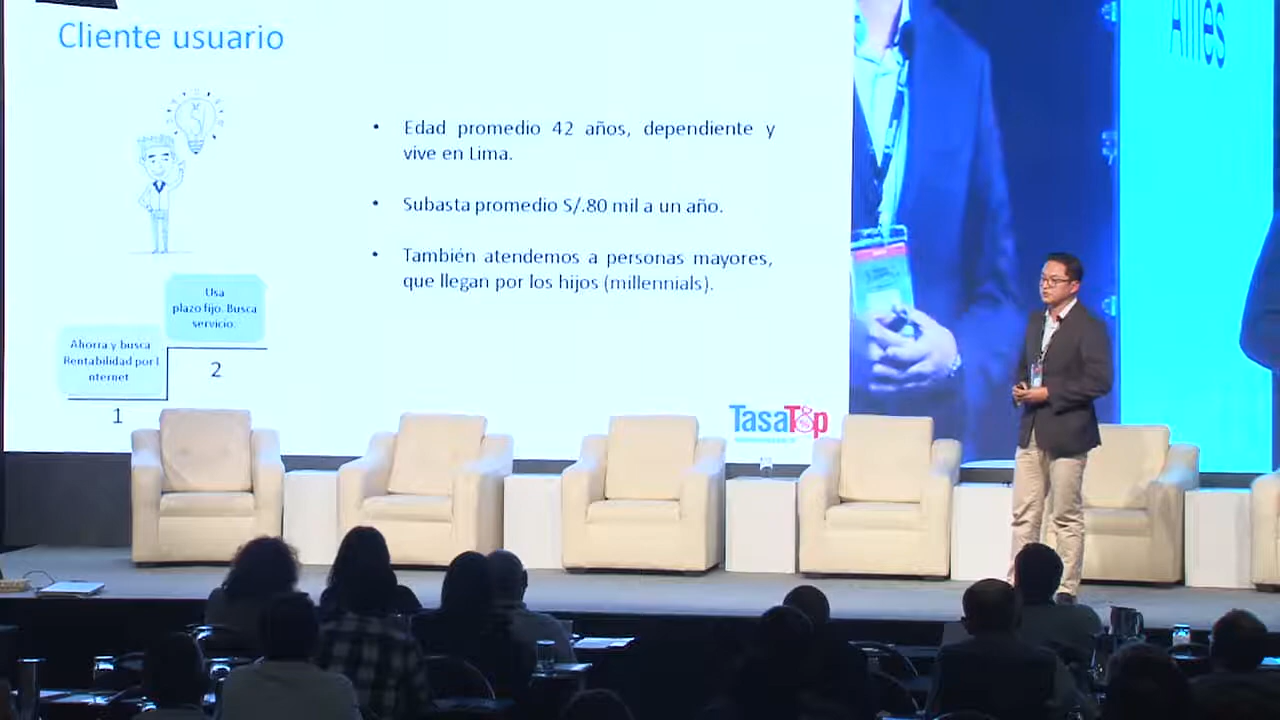 Cliente usuario
• Edad promedio 42 años, dependiente y
vive en Lima.
• Subasta promedio S/.80 mil a un año.
• También atendemos a personas mayores,
que llegan por los hijos (millennials).
Usa
plazo fijo. Busca
servicio.
2
Ahorra y busca
Rentabilidad por I
nternet
1
TasaTop